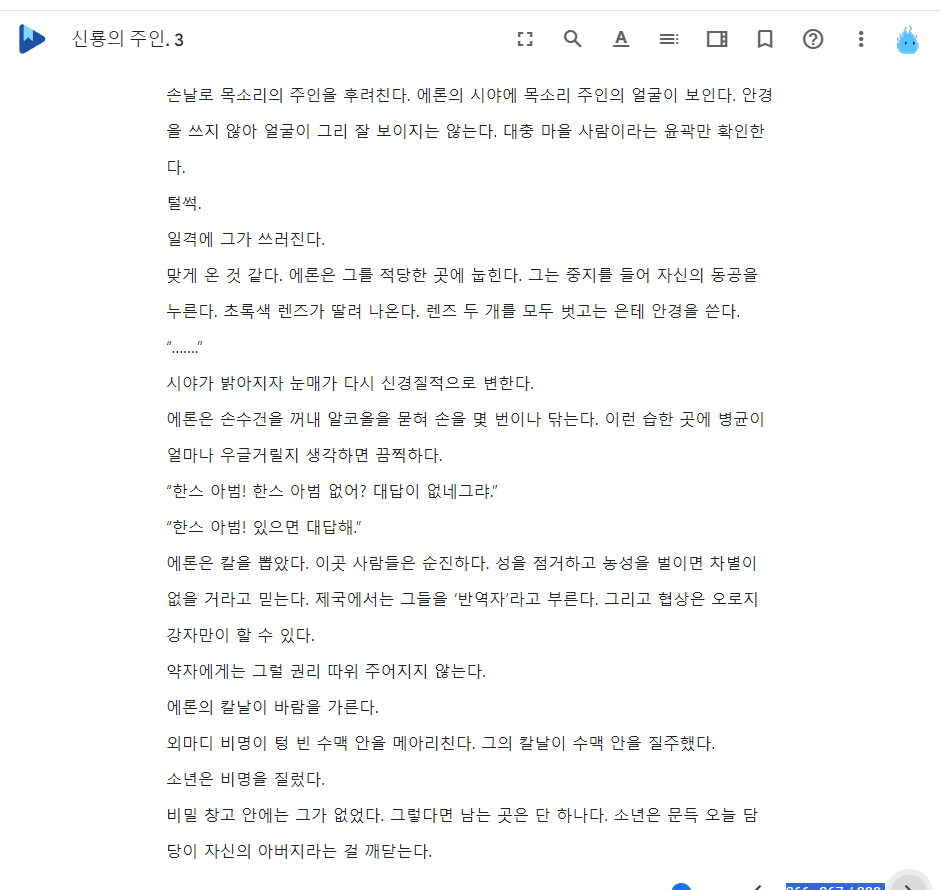 신룡의 주인. 3
손날로 목소리의 주인을 후려친다. 에론의 시야에 목소리 주인의 얼굴이 보인다. 안경
을 쓰지 않아 얼굴이 그리 잘 보이지는 않는다. 대충 마을 사람이라는 윤곽만 확인한
다.
털썩.
일격에 그가 쓰러진다.
맞게 온 것 같다. 에론은 그를 적당한 곳에 눕힌다. 그는 중지를 들어 자신의 동공을
누른다. 초록색 렌즈가 딸려 나온다. 렌즈 두 개를 모두 벗고는 은테 안경을 쓴다.
“…….”
시야가 밝아지자 눈매가 다시 신경질적으로 변한다.
에론은 손수건을 꺼내 알코올을 묻혀 손을 몇 번이나 닦는다. 이런 습한 곳에 병균이
얼마나 우글거릴지 생각하면 끔찍하다.
“한스 아범! 한스 아범 없어? 대답이 없네그랴.”
“한스 아범! 있으면 대답해.”
에론은 칼을 뽑았다. 이곳 사람들은 순진하다. 성을 점거하고 농성을 벌이면 차별이
없을 거라고 믿는다. 제국에서는 그들을 ‘반역자’라고 부른다. 그리고 협상은 오로지
강자만이 할 수 있다.
약자에게는 그럴 권리 따위 주어지지 않는다.
에론의 칼날이 바람을 가른다.
외마디 비명이 텅 빈 수맥 안을 메아리친다. 그의 칼날이 수맥 안을 질주했다.
소년은 비명을 질렀다.
비밀 창고 안에는 그가 없었다. 그렇다면 남는 곳은 단 하나다. 소년은 문득 오늘 담
당이 자신의 아버지라는 걸 깨닫는다.